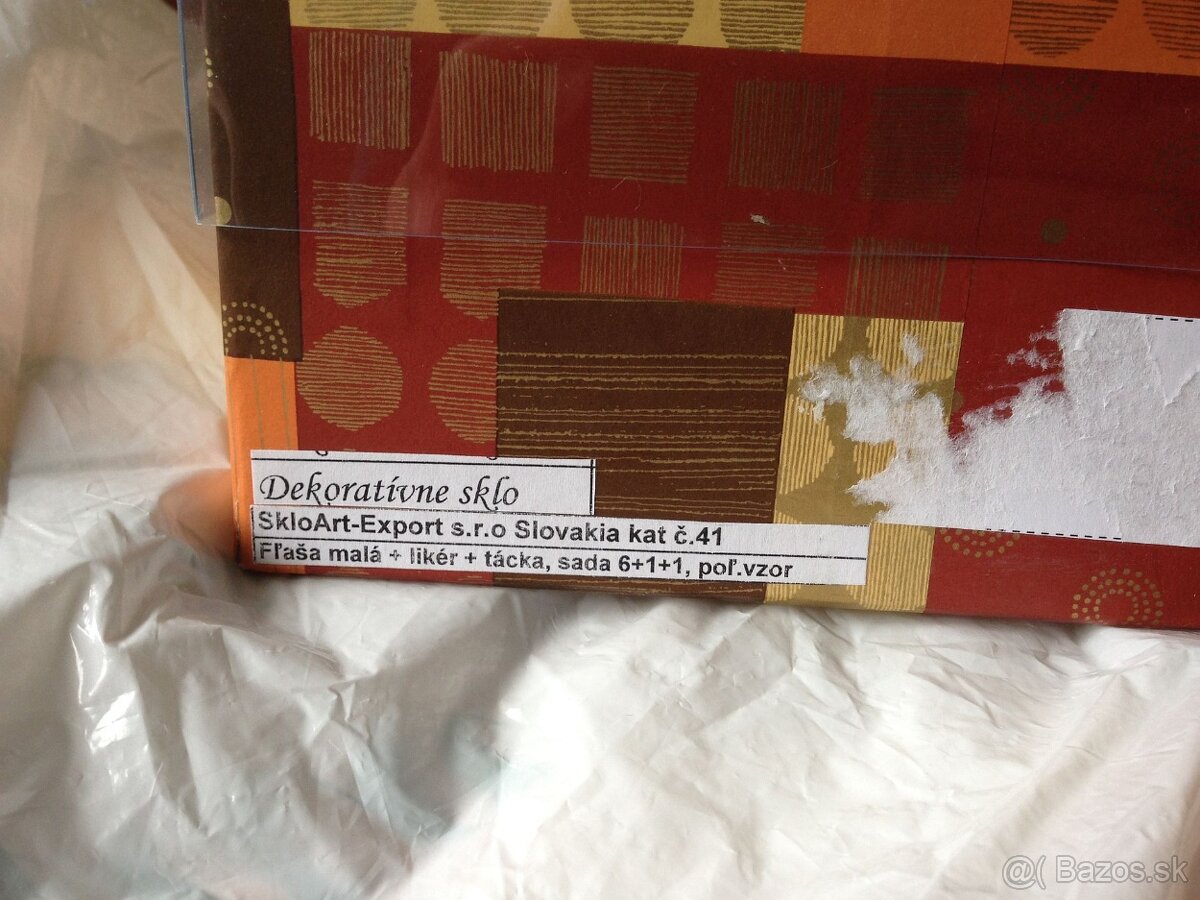 Dekoratívne sklo
SkloArt-Export s.r.o Slovakia kat č.41
Fľaša malá + likér + tácka, sada 6+1+1, poľ.vzor
@( Bazos.sk